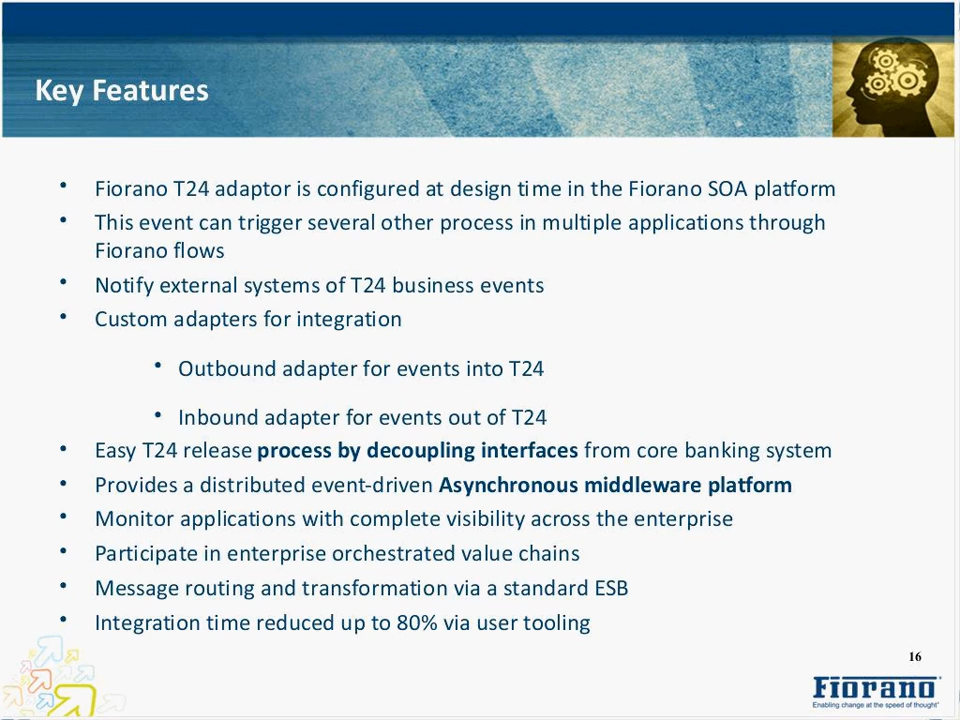 Key Features
• Fiorano T24 adaptor is configured at design time in the Fiorano SOA platform
• This event can trigger several other process in multiple applications through
Fiorano flows
• Notify external systems of T24 business events
• Custom adapters for integration
• Outbound adapter for events into T24
• Inbound adapter for events out of T24
• Easy T24 release process by decoupling interfaces from core banking system
• Provides a distributed event-driven Asynchronous middleware platform
• Monitor applications with complete visibility across the enterprise
• Participate in enterprise orchestrated value chains
• Message routing and transformation via a standard ESB
• Integration time reduced up to 80% via user tooling
16
Fiorano
Enabling change at the speed of thought